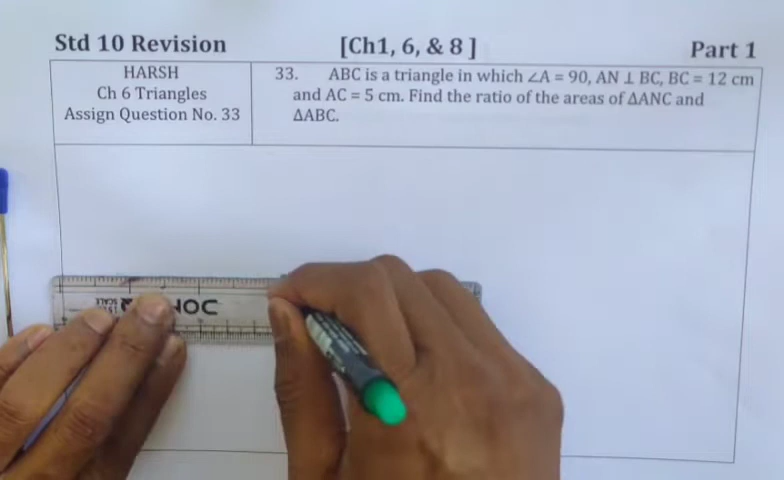 Std 10 Revision [Ch1, 6, & 8 ] Part 1
HARSH
Ch 6 Triangles
Assign Question No. 33
33. ABC is a triangle in which ∠A = 90, AN ⊥ BC, BC = 12 cm
and AC = 5 cm. Find the ratio of the areas of ΔANC and
ΔABC.
SCALE